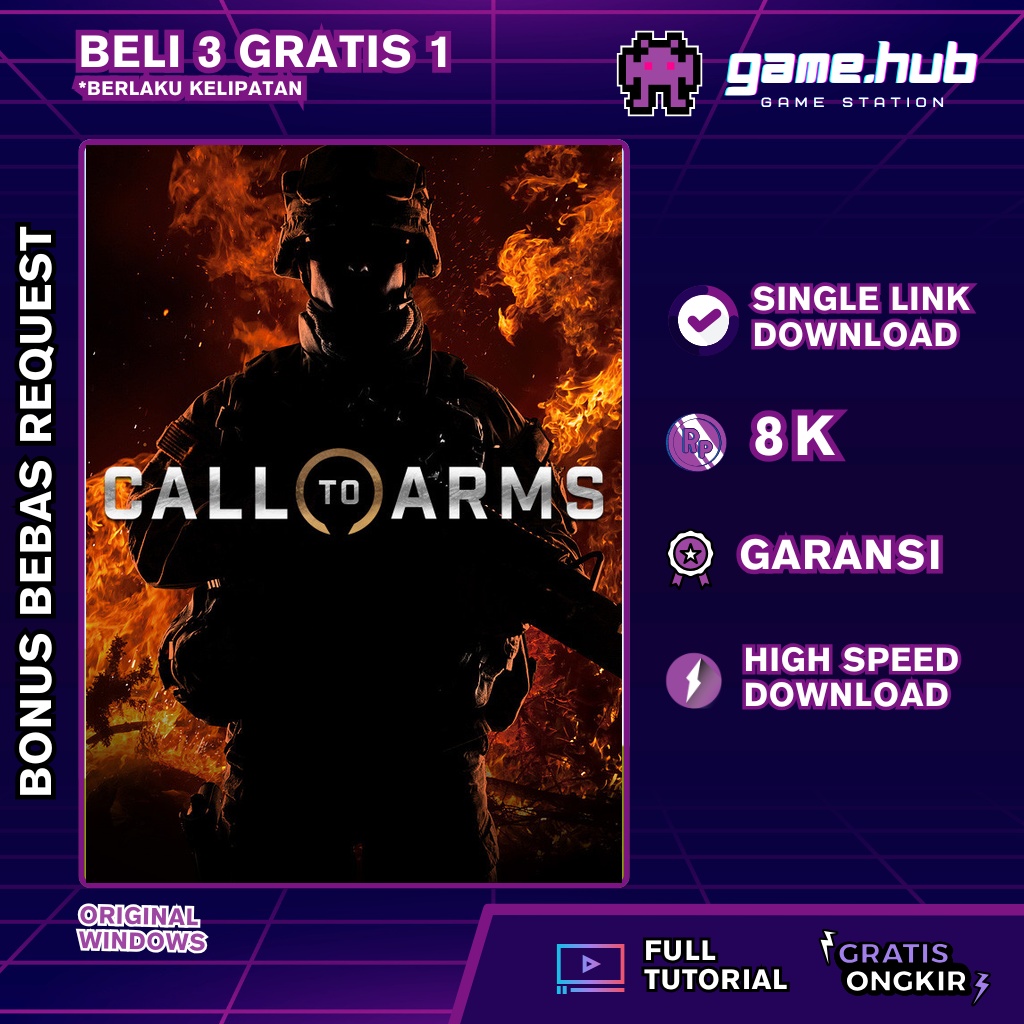 BELI 3 GRATIS 1
*BERLAKU KELIPATAN
game.hub
GAME STATION
BONUS BEBAS REQUEST
CALL TO ARMS
SINGLE LINK
DOWNLOAD
Rp
8K
GARANSI
HIGH SPEED
DOWNLOAD
ORIGINAL
WINDOWS
FULL
TUTORIAL
GRATIS
ONGKIR